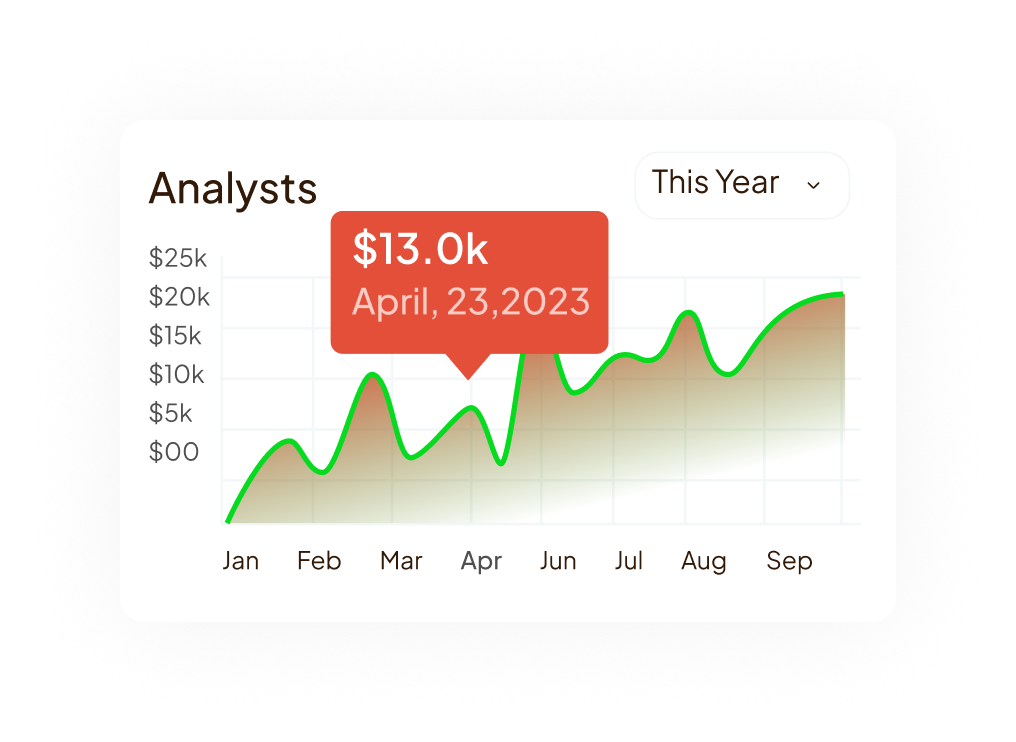 Analysts
This Year
$13.0k
April, 23,2023
$25k
$20k
$15k
$10k
$5k
$00
Jan Feb Mar Apr Jun Jul Aug Sep